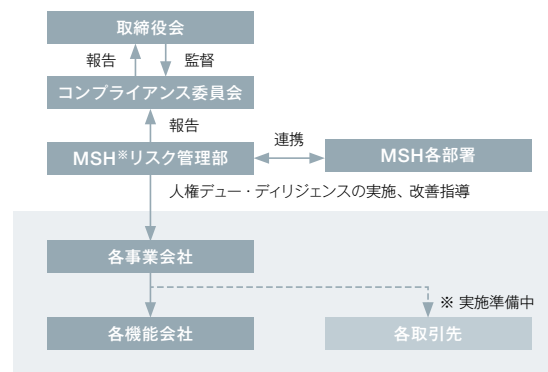 取締役会
報告
監督
コンプライアンス委員会
報告
MSH※リスク管理部
連携
MSH各部署
人権デュー・ディリジェンスの実施、改善指導
各事業会社
※ 実施準備中
各機能会社
各取引先